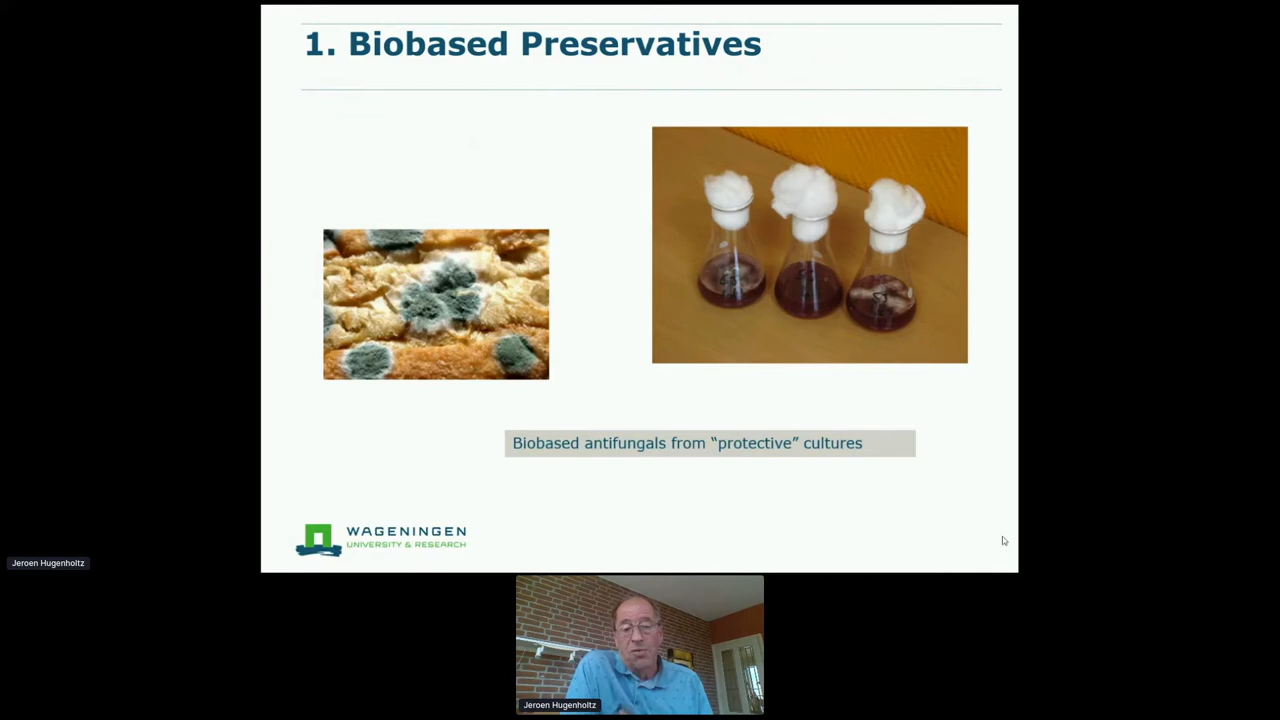 1. Biobased Preservatives
Biobased antifungals from “protective” cultures
WAGENINGEN
UNIVERSITY & RESEARCH
Jeroen Hugenholtz
Jeroen Hugenholtz